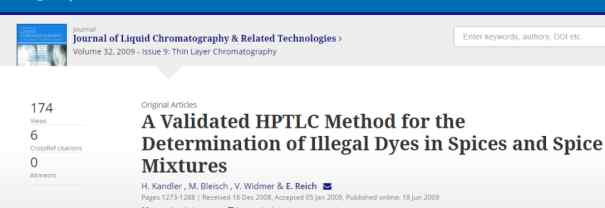 Journal
Journal of Liquid Chromatography & Related Technologies >
Volume 32, 2009 - Issue 9: Thin Layer Chromatography
Enter keywords, authors, DOI etc.
174
Views
6
CrossRef citations
0
Altmetric
Original Articles
A Validated HPTLC Method for the
Determination of Illegal Dyes in Spices and Spice
Mixtures
H. Kandler , M. Bleisch , V. Widmer & E. Reich
Pages 1273-1288 | Received 16 Dec 2008, Accepted 05 Jan 2009, Published online: 18 Jun 2009